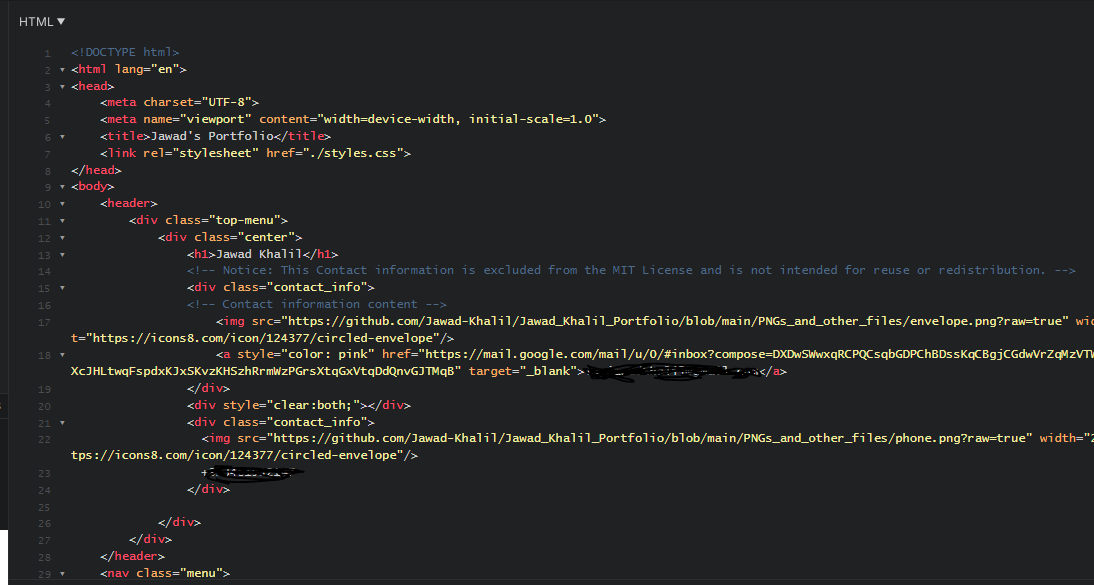 HTML ▼
1 <!DOCTYPE html>
2 ▾ <html lang="en">
3 ▾ <head>
4 <meta charset="UTF-8">
5 <meta name="viewport" content="width=device-width, initial-scale=1.0">
6 ▾ <title>Jawad's Portfolio</title>
7 <link rel="stylesheet" href="./styles.css">
8 </head>
9 ▾ <body>
10 ▾ <header>
11 ▾ <div class="top-menu">
12 ▾ <div class="center">
13 ▾ <h1>Jawad Khalil</h1>
14 <!-- Notice: This Contact information is excluded from the MIT License and is not intended for reuse or redistribution. -->
15 ▾ <div class="contact_info">
16 <!-- Contact information content -->
17 <img src="https://github.com/Jawad-Khalil/Jawad_Khalil_Portfolio/blob/main/PNGs_and_other_files/envelope.png?raw=true" wid
t="https://icons8.com/icon/124377/circled-envelope"/>
18 ▾ <a style="color: pink" href="https://mail.google.com/mail/u/0/#inbox?compose=DXDwSWwxqRCPQCsqbGDPChBDssKqCBgjCGdwVrZqMzVTW
XcJHLtwqFspdxKJxSKvzKHSzhRrmWzPGrsXtqGxVtqDdQnvGJTMqB" target="_blank"></a>
19 </div>
20 <div style="clear:both;"></div>
21 ▾ <div class="contact_info">
22 <img src="https://github.com/Jawad-Khalil/Jawad_Khalil_Portfolio/blob/main/PNGs_and_other_files/phone.png?raw=true" width="2
tps://icons8.com/icon/124377/circled-envelope"/>
23 +
24 </div>
25
26 </div>
27 </div>
28 </header>
29 ▾ <nav class="menu">